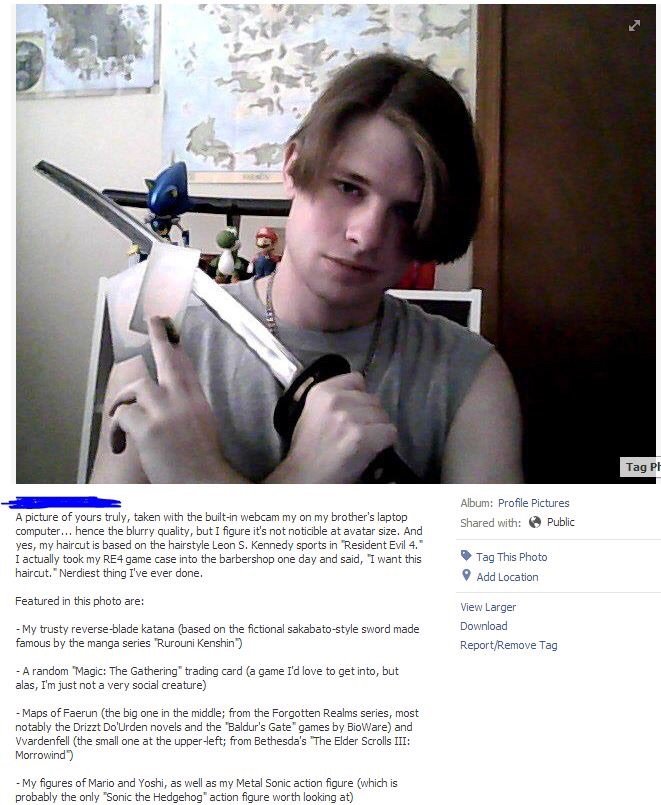 Tag Ph
A picture of yours truly, taken with the built-in webcam my on my brother's laptop
computer... hence the blurry quality, but I figure it's not noticible at avatar size. And
yes, my haircut is based on the hairstyle Leon S. Kennedy sports in "Resident Evil 4."
I actually took my RE4 game case into the barbershop one day and said, "I want this
haircut." Nerdiest thing I've ever done.
Featured in this photo are:
- My trusty reverse-blade katana (based on the fictional sakabato-style sword made
famous by the manga series "Rurouni Kenshin")
- A random "Magic: The Gathering" trading card (a game I'd love to get into, but
alas, I'm just not a very social creature)
- Maps of Faerun (the big one in the middle; from the Forgotten Realms series, most
notably the Drizzt Do'Urden novels and the "Baldur's Gate" games by BioWare) and
Vvardenfell (the small one at the upper-left; from Bethesda's "The Elder Scrolls III:
Morrowind")
- My figures of Mario and Yoshi, as well as my Metal Sonic action figure (which is
probably the only "Sonic the Hedgehog" action figure worth looking at)
Album: Profile Pictures
Shared with: Public
Tag This Photo
Add Location
View Larger
Download
Report/Remove Tag